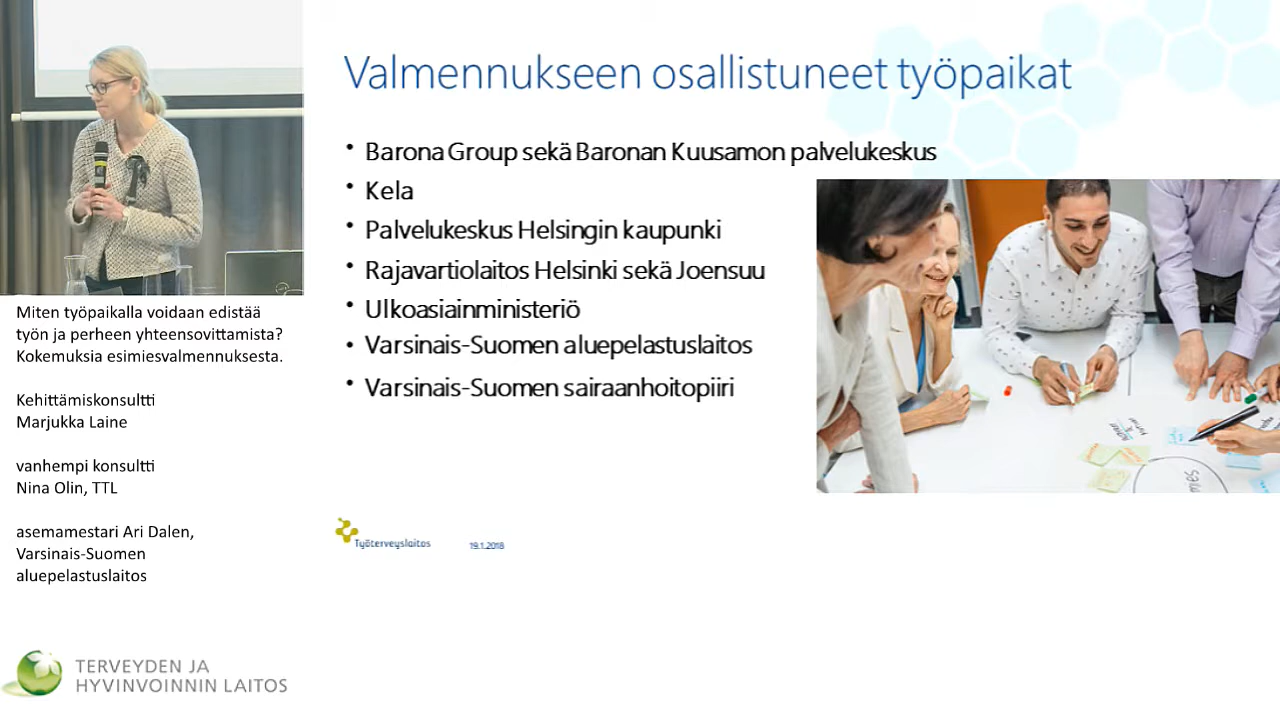 Valmennukseen osallistuneet työpaikat
• Barona Group sekä Baronan Kuusamon palvelukeskus
• Kela
• Palvelukeskus Helsingin kaupunki
• Rajavartiolaitos Helsinki sekä Joensuu
• Ulkoasiainministeriö
• Varsinais-Suomen aluepelastuslaitos
• Varsinais-Suomen sairaanhoitopiiri
Työterveyslaitos
19.1.2018
Miten työpaikalla voidaan edistää
työn ja perheen yhteensovittamista?
Kokemuksia esimiesvalmennuksesta.
Kehittämiskonsultti
Marjukka Laine
vanhempi konsultti
Nina Olin, TTL
asemamestari Ari Dalen,
Varsinais-Suomen
aluepelastuslaitos
TERVEYDEN JA
HYVINVOINNIN LAITOS